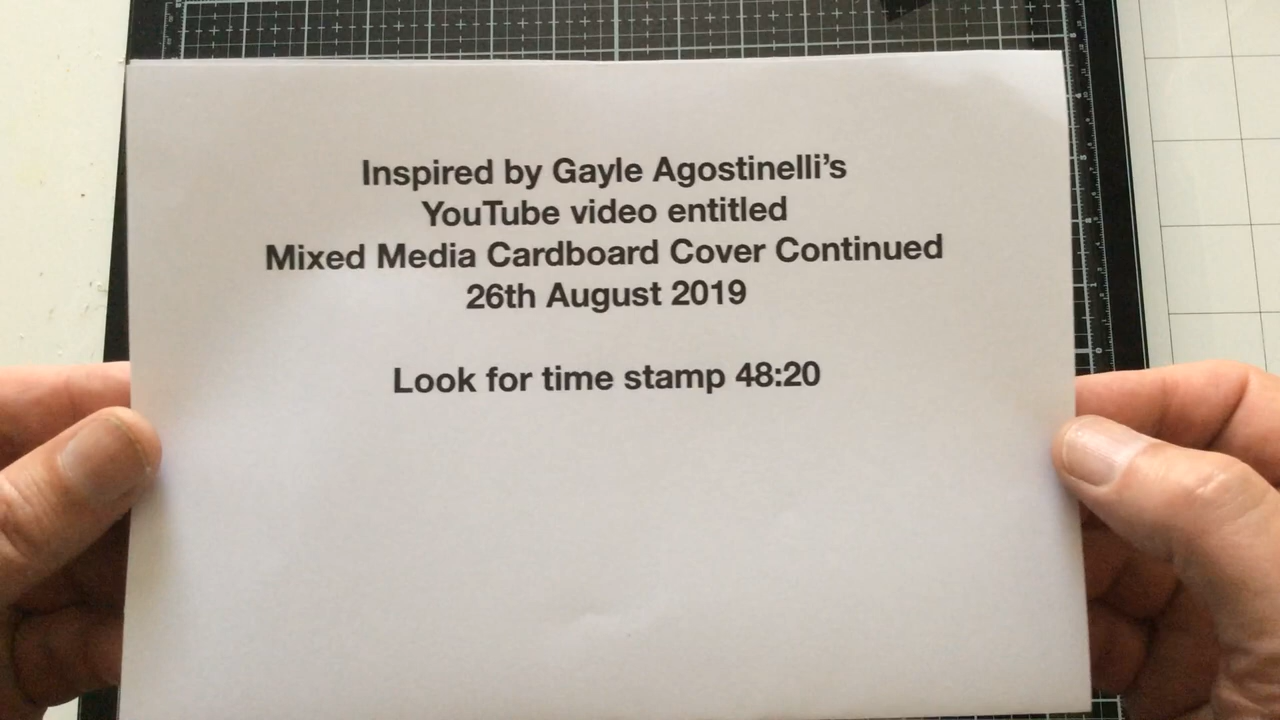 Inspired by Gayle Agostinelli’s
YouTube video entitled
Mixed Media Cardboard Cover Continued
26th August 2019
Look for time stamp 48:20